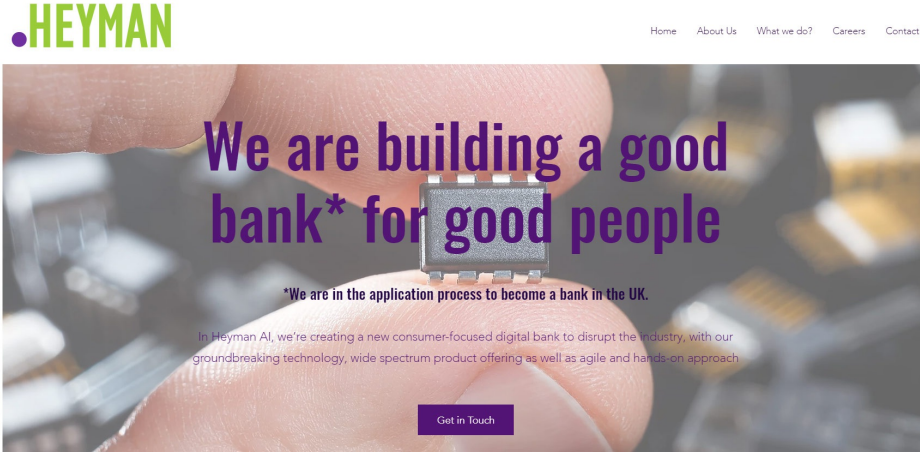 .HEYMAN
Home About Us What we do? Careers Contact
We are building a good
bank* for good people
*We are in the application process to become a bank in the UK.
In Heyman AI, we're creating a new consumer-focused digital bank to disrupt the industry, with our
groundbreaking technology, wide spectrum product offering as well as agile and hands-on approach
Get in Touch